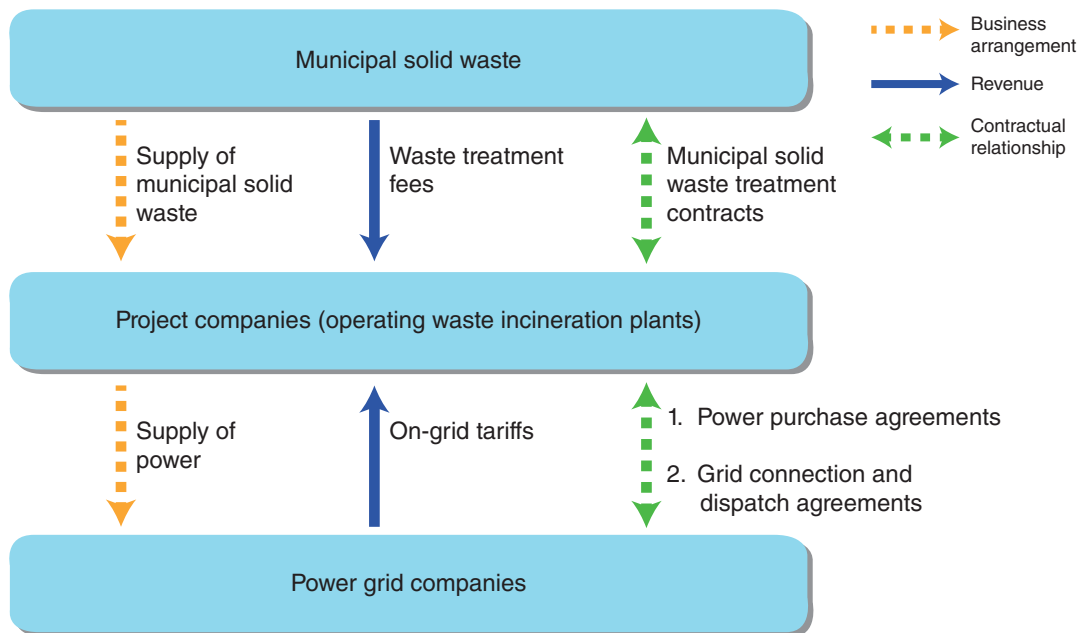 Municipal solid waste
Business
arrangement
Revenue
Contractual
relationship
Supply of
municipal solid
waste
Waste treatment
fees
Municipal solid
waste treatment
contracts
Project companies (operating waste incineration plants)
Supply of
power
On-grid tariffs
1. Power purchase agreements
2. Grid connection and
dispatch agreements
Power grid companies